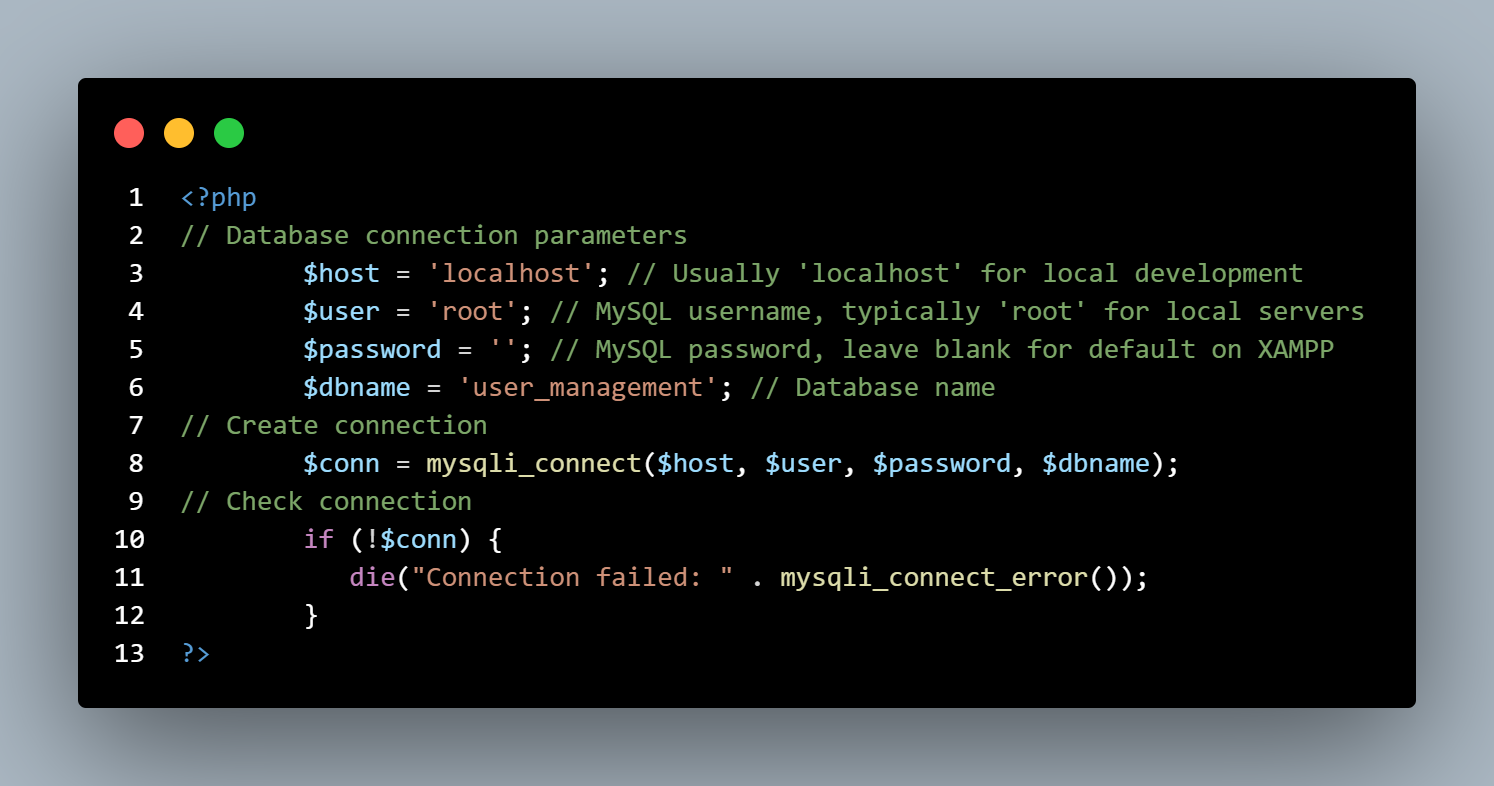 1 <?php
2 // Database connection parameters
3 $host = 'localhost'; // Usually 'localhost' for local development
4 $user = 'root'; // MySQL username, typically 'root' for local servers
5 $password = ''; // MySQL password, leave blank for default on XAMPP
6 $dbname = 'user_management'; // Database name
7 // Create connection
8 $conn = mysqli_connect($host, $user, $password, $dbname);
9 // Check connection
10 if (!$conn) {
11 die("Connection failed: " . mysqli_connect_error());
12 }
13 ?>